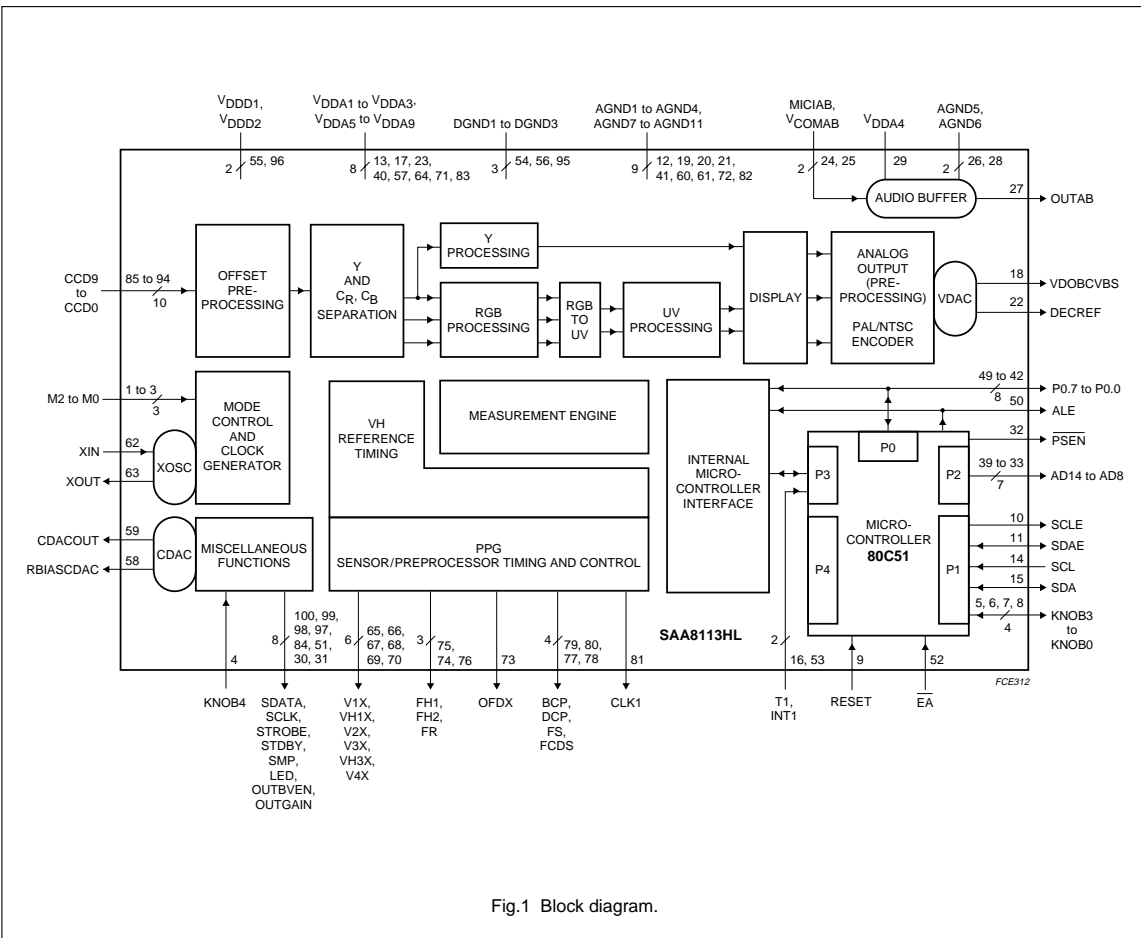 VDDD1,
VDDD2
VDDA1 to VDDA3,
VDDA5 to VDDA9
DGND1 to DGND3
AGND1 to AGND4,
AGND7 to AGND11
MICIAB,
VCOMAB
VDDA4
AGND5,
AGND6
2
55, 96
8
13, 17, 23,
40, 57, 64, 71, 83
3
54, 56, 95
9
12, 19, 20, 21,
41, 60, 61, 72, 82
2
24, 25
29
2
26, 28
AUDIO BUFFER
27
OUTAB
CCD9
to
CCD0
85 to 94
10
OFFSET
PRE-
PROCESSING
Y
AND
CR, CB
SEPARATION
Y
PROCESSING
RGB
PROCESSING
RGB
TO
UV
UV
PROCESSING
DISPLAY
ANALOG
OUTPUT
(PRE-
PROCESSING)
PAL/NTSC
ENCODER
VDAC
18
VDOBCVBS
22
DECREF
M2 to M0
1 to 3
3
MODE
CONTROL
AND
CLOCK
GENERATOR
XIN
62
XOUT
63
XOSC
VH
REFERENCE
TIMING
MEASUREMENT ENGINE
INTERNAL
MICRO-
CONTROLLER
INTERFACE
49 to 42
8
P0.7 to P0.0
50
ALE
32
PSEN
39 to 33
7
AD14 to AD8
P0
P3
P2
MICRO-
CONTROLLER
80C51
P4
P1
10
SCLE
11
SDAE
14
SCL
15
SDA
5, 6, 7, 8
4
KNOB3
to
KNOB0
CDACOUT
59
RBIASCDAC
58
CDAC
MISCELLANEOUS
FUNCTIONS
PPG
SENSOR/PREPROCESSOR TIMING AND CONTROL
SAA8113HL
4
8
100, 99,
98, 97,
84, 51,
30, 31
6
65, 66,
67, 68,
69, 70
3
75,
74, 76
73
4
79, 80,
77, 78
81
2
16, 53
9
52
FCE312
KNOB4
SDATA,
SCLK,
STROBE,
STDBY,
SMP,
LED,
OUTBVEN,
OUTGAIN
V1X,
VH1X,
V2X,
V3X,
VH3X,
V4X
FH1,
FH2,
FR
OFDX
BCP,
DCP,
FS,
FCDS
CLK1
T1,
INT1
RESET
EA
Fig.1 Block diagram.